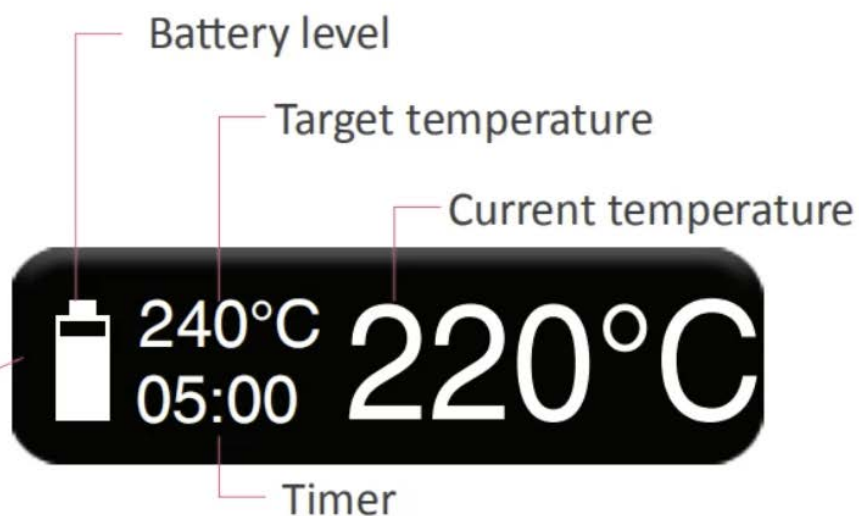 Battery level
Target temperature
Current temperature
240°C
220°C
05:00
Timer